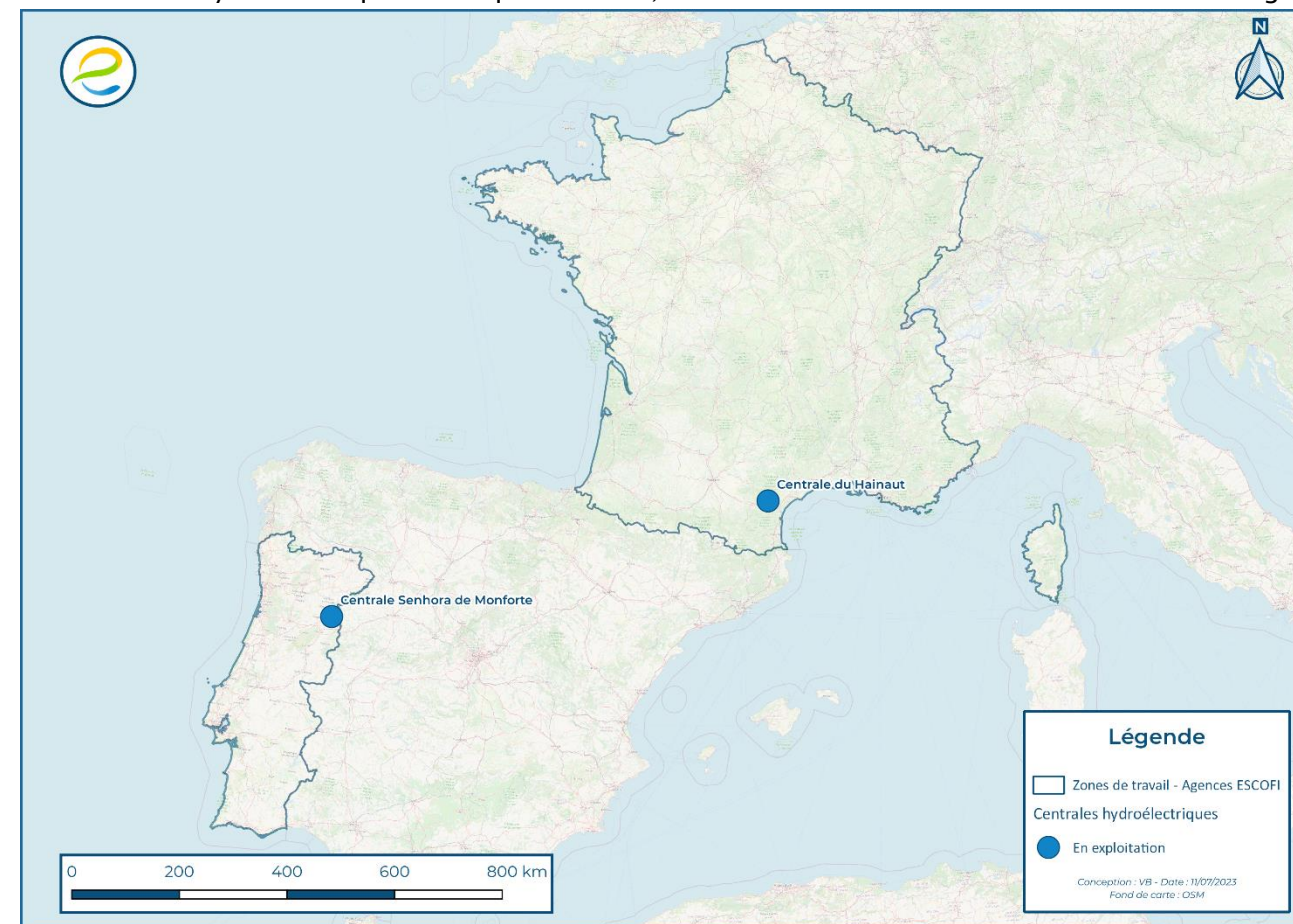 N
Centrale du Hainaut
Centrale Senhora de Monforte
Légende
Zones de travail - Agences ESCOFI
Centrales hydroélectriques
En exploitation
Conception : VB - Date : 11/07/2023
Fond de carte : OSM
0 200 400 600 800 km